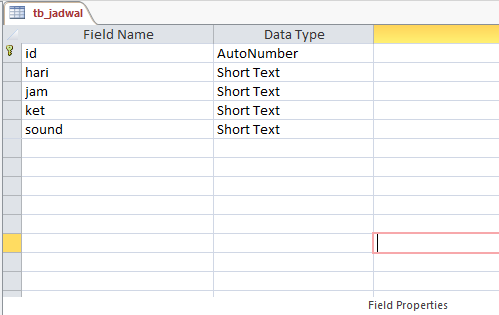 tb_jadwal
Field Name Data Type
id AutoNumber
hari Short Text
jam Short Text
ket Short Text
sound Short Text
Field Properties